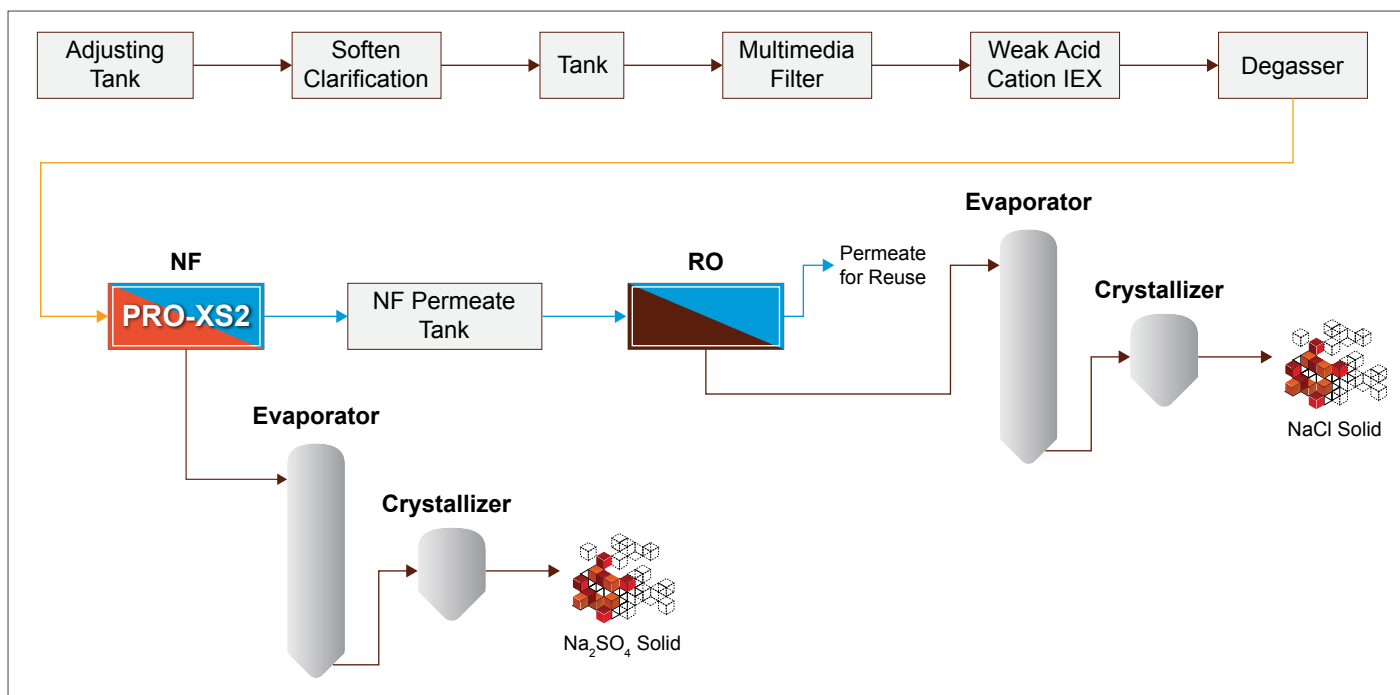 Adjusting
Tank
Soften
Clarification
Tank
Multimedia
Filter
Weak Acid
Cation IEX
Degasser
NF
PRO-XS2
NF Permeate
Tank
RO
Permeate
for Reuse
Evaporator
Crystallizer
NaCl Solid
Evaporator
Crystallizer
Na₂SO₄ Solid